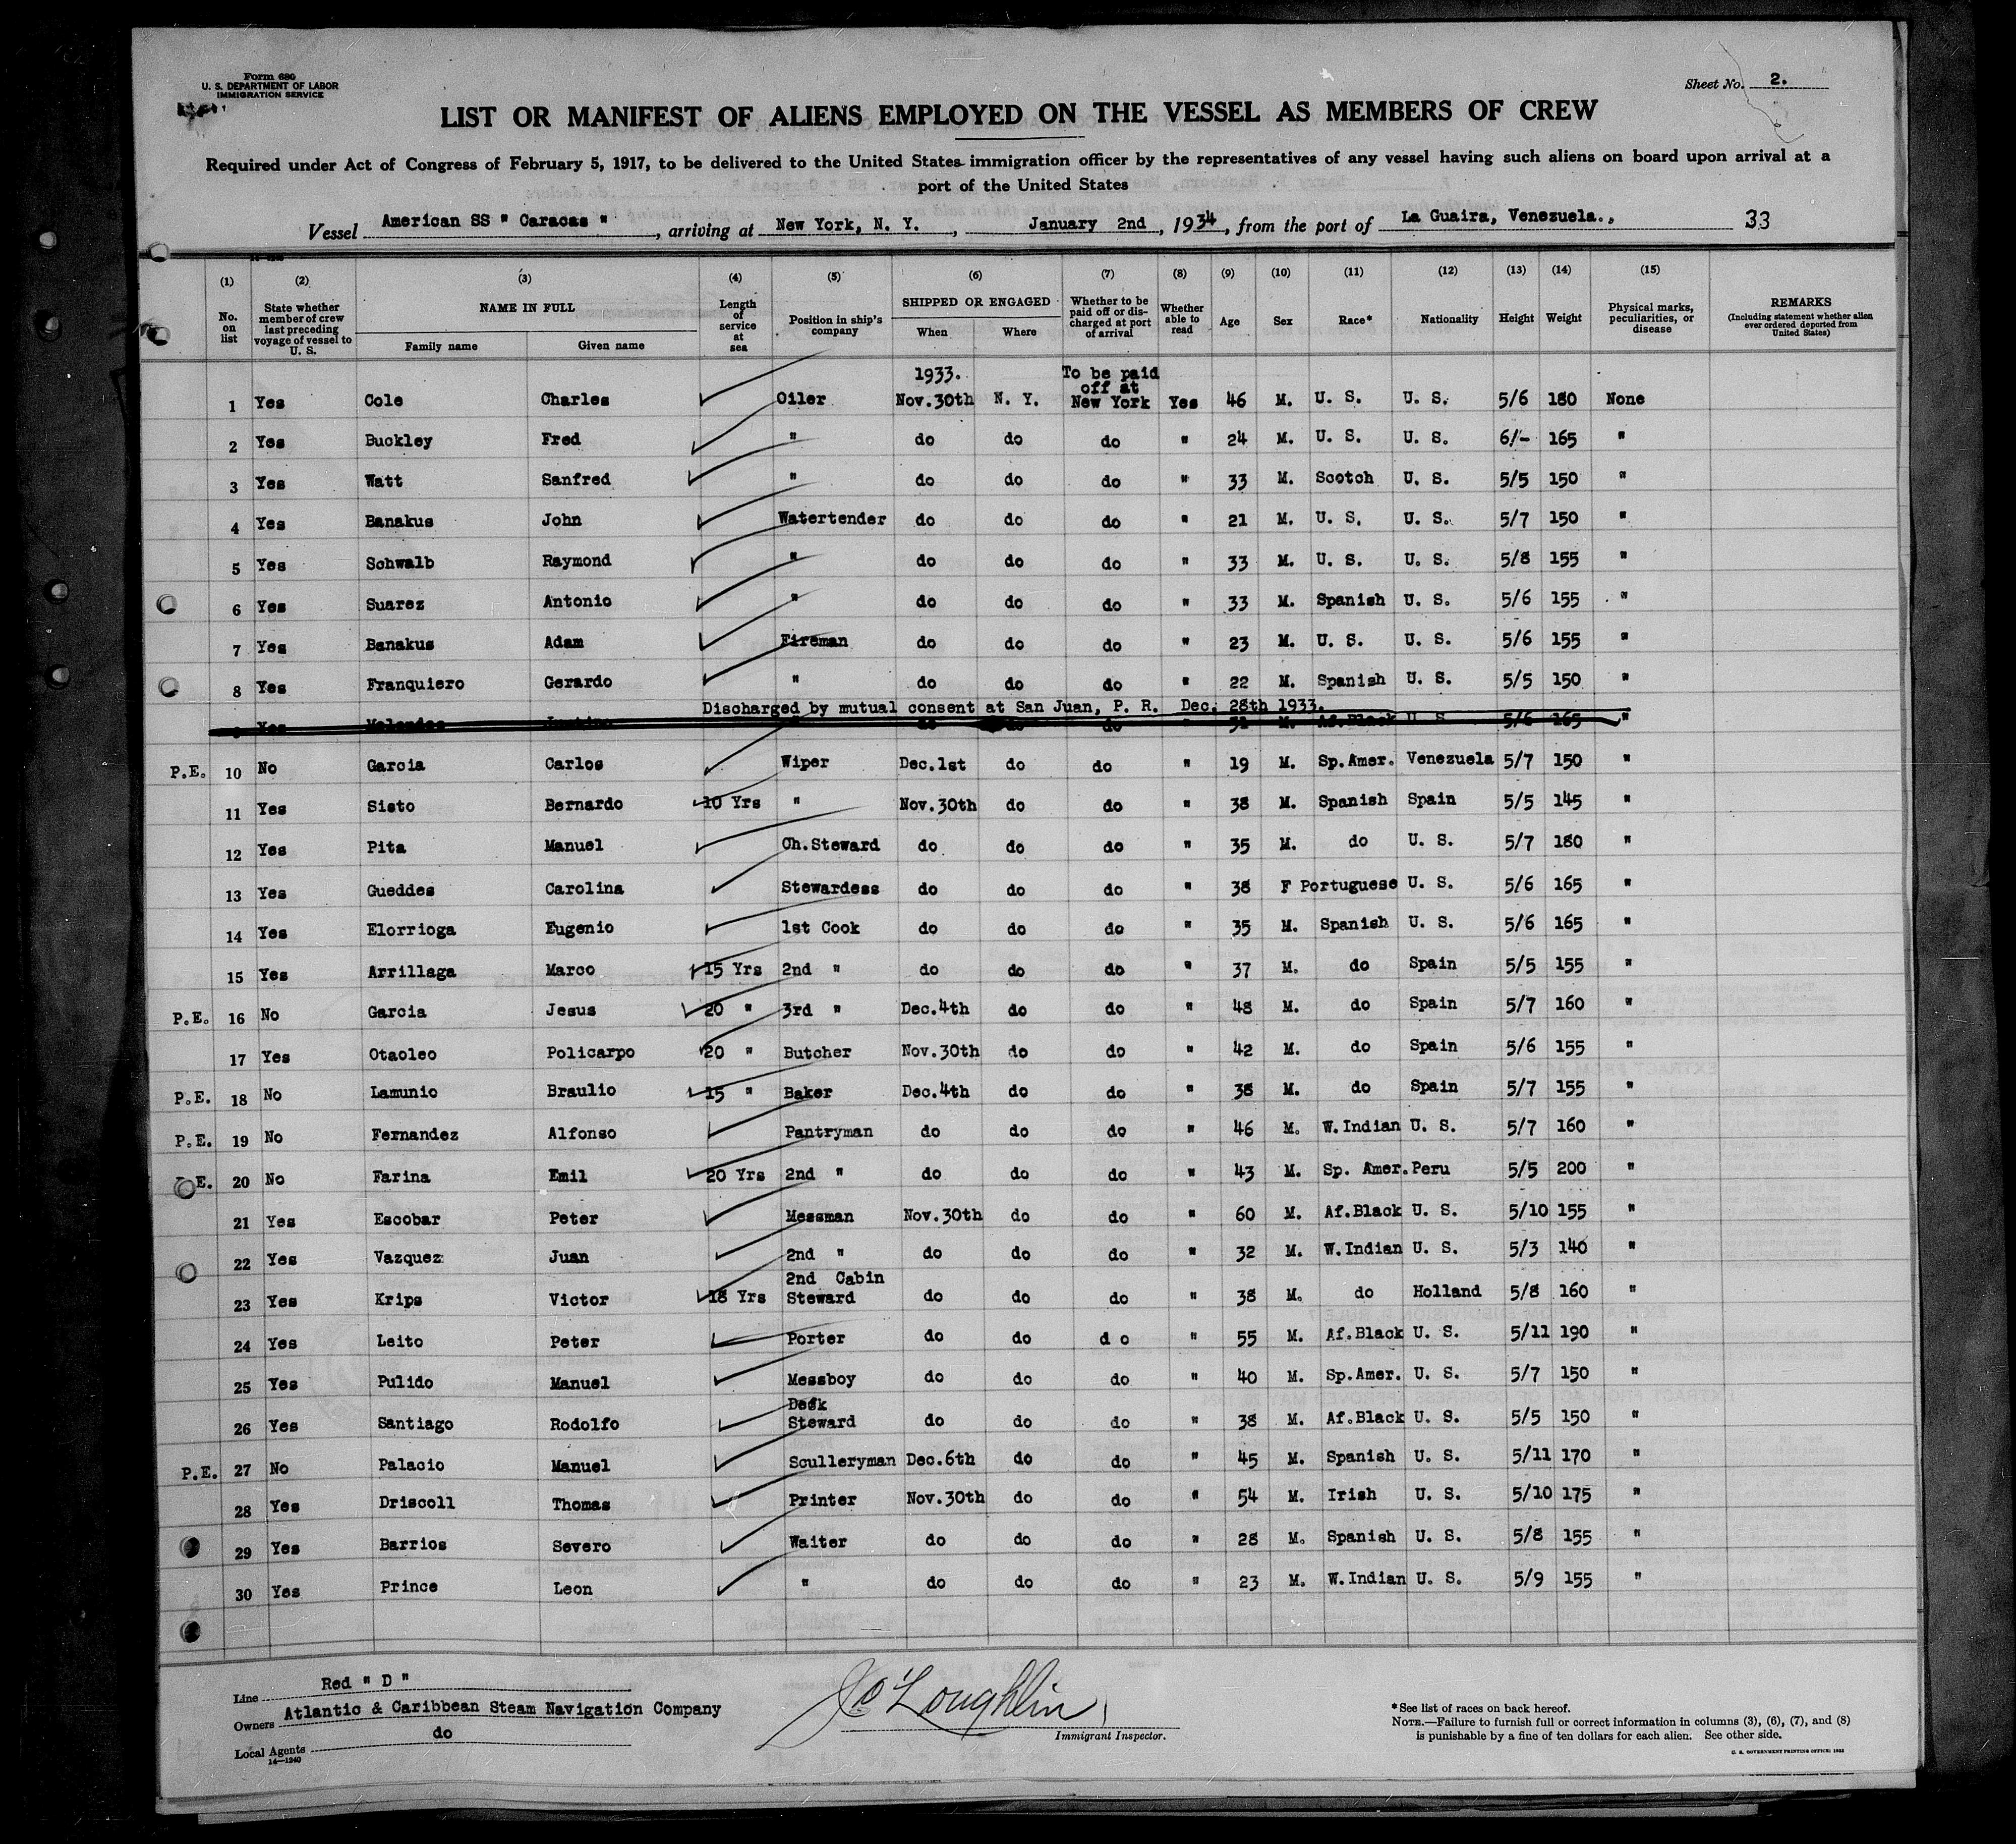 Form 680
U. S. DEPARTMENT OF LABOR
IMMIGRATION SERVICE
Sheet No. 2.
LIST OR MANIFEST OF ALIENS EMPLOYED ON THE VESSEL AS MEMBERS OF CREW
Required under Act of Congress of February 5, 1917, to be delivered to the United States immigration officer by the representatives of any vessel having such aliens on board upon arrival at a
port of the United States
Vessel American SS " Caracas ", arriving at New York, N. Y., January 2nd, 1934, from the port of La Guaira, Venezuela., 33
(1) (2) (3) (4) (5) (6) (7) (8) (9) (10) (11) (12) (13) (14) (15)
No. on list State whether member of crew last preceding voyage of vessel to U. S. NAME IN FULL Family name Given name Length of service at sea Position in ship's company SHIPPED OR ENGAGED When Where Whether to be paid off or discharged at port of arrival Whether able to read Age Sex Race* Nationality Height Weight Physical marks, peculiarities, or disease REMARKS (Including statement whether alien ever ordered deported from United States)
1 Yes Cole Charles Oiler 1933. Nov.30th N. Y. To be paid off at New York Yes 46 M. U. S. U. S. 5/6 180 None
2 Yes Buckley Fred " do do do " 24 M. U. S. U. S. 6/- 165 "
3 Yes Watt Sanfred " do do do " 33 M. Scotch U. S. 5/5 150 "
4 Yes Banakus John Watertender do do do " 21 M. U. S. U. S. 5/7 150 "
5 Yes Schwalb Raymond " do do do " 33 M. U. S. U. S. 5/8 155 "
6 Yes Suarez Antonio " do do do " 33 M. Spanish U. S. 5/6 155 "
7 Yes Banakus Adam Fireman do do do " 23 M. U. S. U. S. 5/6 155 "
8 Yes Franquiero Gerardo " do do do " 22 M. Spanish U. S. 5/5 150 "
Discharged by mutual consent at San Juan, P. R. Dec. 28th 1933.
9 Yes do do do " M. Af.Black U. S. 5/6 165 "
P.E. 10 No Garcia Carlos Wiper Dec.1st do do " 19 M. Sp.Amer. Venezuela 5/7 150 "
11 Yes Sisto Bernardo 10 Yrs " Nov.30th do do " 38 M. Spanish Spain 5/5 145 "
12 Yes Pita Manuel Ch.Steward do do do " 35 M. do U. S. 5/7 180 "
13 Yes Gueddes Carolina Stewardess do do do " 38 F Portuguese U. S. 5/6 165 "
14 Yes Elorrioga Eugenio 1st Cook do do do " 35 M. Spanish U. S. 5/6 165 "
15 Yes Arrillaga Marco 15 Yrs 2nd " do do do " 37 M. do Spain 5/5 155 "
P.E. 16 No Garcia Jesus 20 " 3rd " Dec.4th do do " 48 M. do Spain 5/7 160 "
17 Yes Otaoleo Policarpo 20 " Butcher Nov.30th do do " 42 M. do Spain 5/6 155 "
P.E. 18 No Lamunio Braulio 15 " Baker Dec.4th do do " 38 M. do Spain 5/7 155 "
P.E. 19 No Fernandez Alfonso Pantryman do do do " 46 M. W.Indian U. S. 5/7 160 "
E. 20 No Farina Emil 20 Yrs 2nd " do do do " 43 M. Sp. Amer. Peru 5/5 200 "
21 Yes Escobar Peter Messman Nov.30th do do " 60 M. Af.Black U. S. 5/10 155 "
22 Yes Vazquez Juan 2nd " do do do " 32 M. W.Indian U. S. 5/3 140 "
23 Yes Krips Victor 18 Yrs 2nd Cabin Steward do do do " 38 M. do Holland 5/8 160 "
24 Yes Leito Peter Porter do do d o " 55 M. Af.Black U. S. 5/11 190 "
25 Yes Pulido Manuel Messboy do do do " 40 M. Sp.Amer. U. S. 5/7 150 "
26 Yes Santiago Rodolfo Deck Steward do do do " 38 M. Af.Black U. S. 5/5 150 "
P.E. 27 No Palacio Manuel Sculleryman Dec.6th do do " 45 M. Spanish U. S. 5/11 170 "
28 Yes Driscoll Thomas Printer Nov.30th do do " 54 M. Irish U. S. 5/10 175 "
29 Yes Barrios Severo Waiter do do do " 28 M. Spanish U. S. 5/8 155 "
30 Yes Prince Leon " do do do " 23 M. W.Indian U. S. 5/9 155 "
Line Red " D "
Owners Atlantic & Caribbean Steam Navigation Company
Local Agents do
14—1240
O'Loughlin
Immigrant Inspector.
*See list of races on back hereof.
NOTE.—Failure to furnish full or correct information in columns (3), (6), (7), and (8)
is punishable by a fine of ten dollars for each alien. See other side.
U. S. GOVERNMENT PRINTING OFFICE: 1932